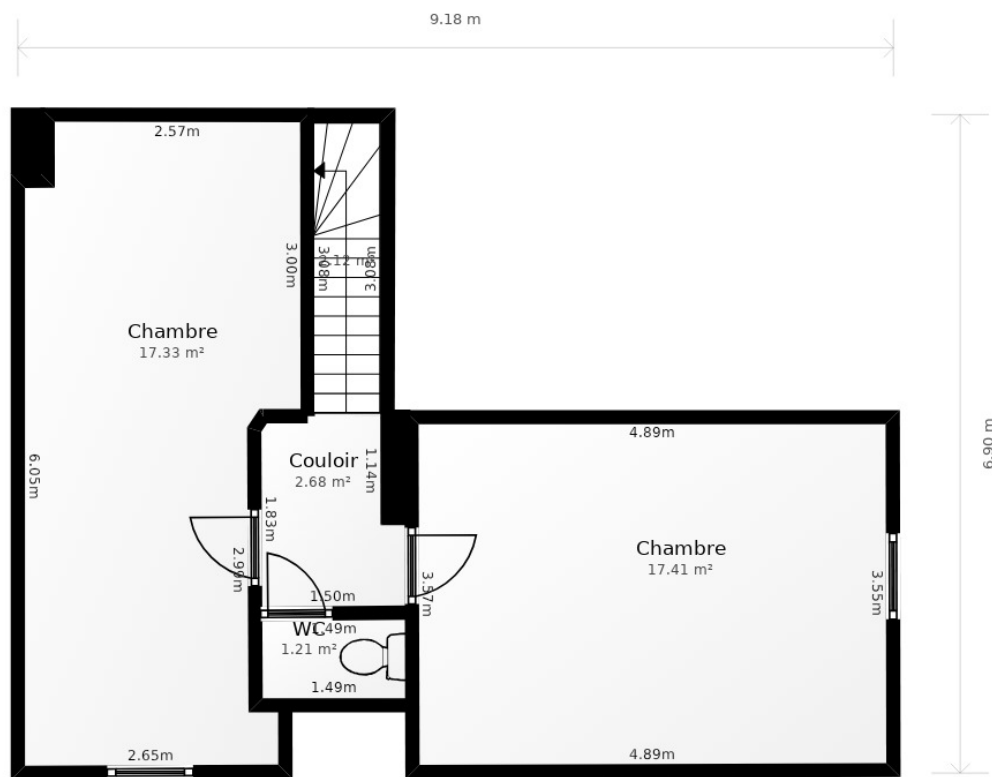 9.18 m
2.57m
3.00m
3.08m
3.08m
Chambre
17.33 m²
6.90 m
4.89m
Couloir
2.68 m²
1.14m
6.05m
1.83m
Chambre
17.41 m²
2.99m
3.57m
3.55m
1.50m
WC
1.49m
1.21 m²
1.49m
2.65m
4.89m